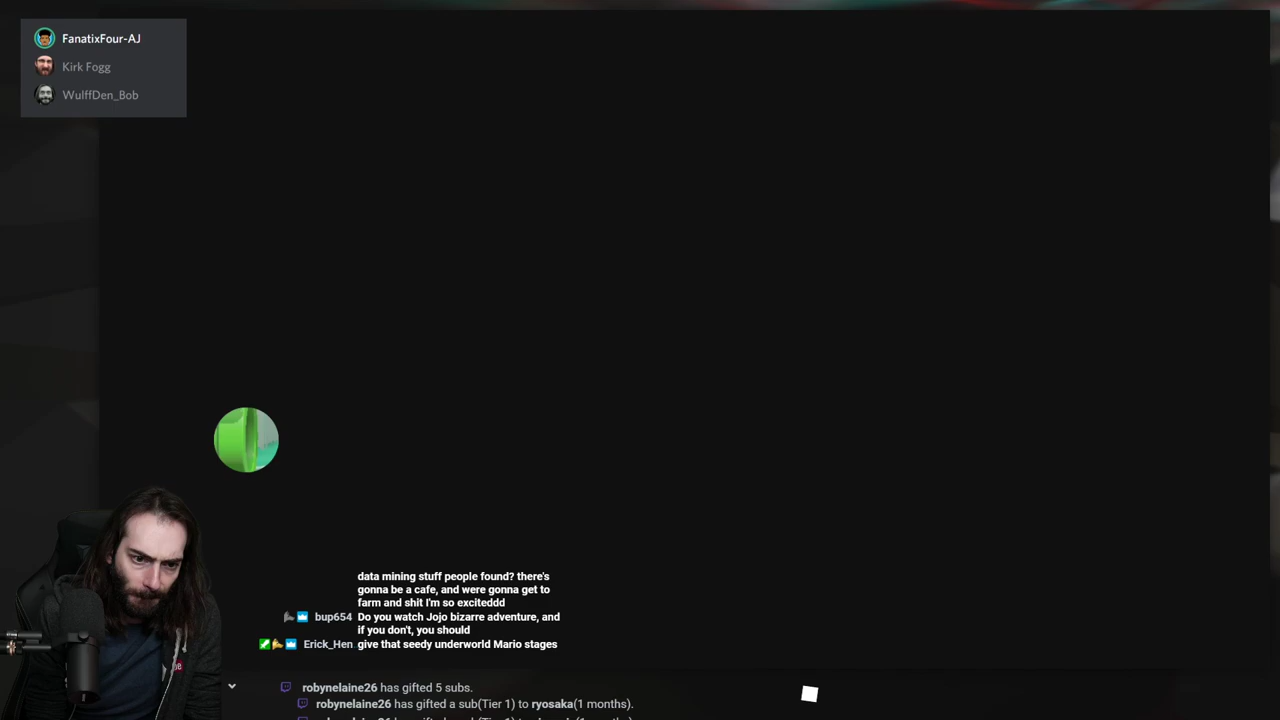 FanatixFour-AJ
Kirk Fogg
WulffDen_Bob
data mining stuff people found? there's
gonna be a cafe, and were gonna get to
farm and shit I'm so exciteddd
bup654 Do you watch Jojo bizarre adventure, and
if you don't, you should
Erick_Hen give that seedy underworld Mario stages
robynelaine26 has gifted 5 subs.
robynelaine26 has gifted a sub(Tier 1) to ryosaka(1 months).